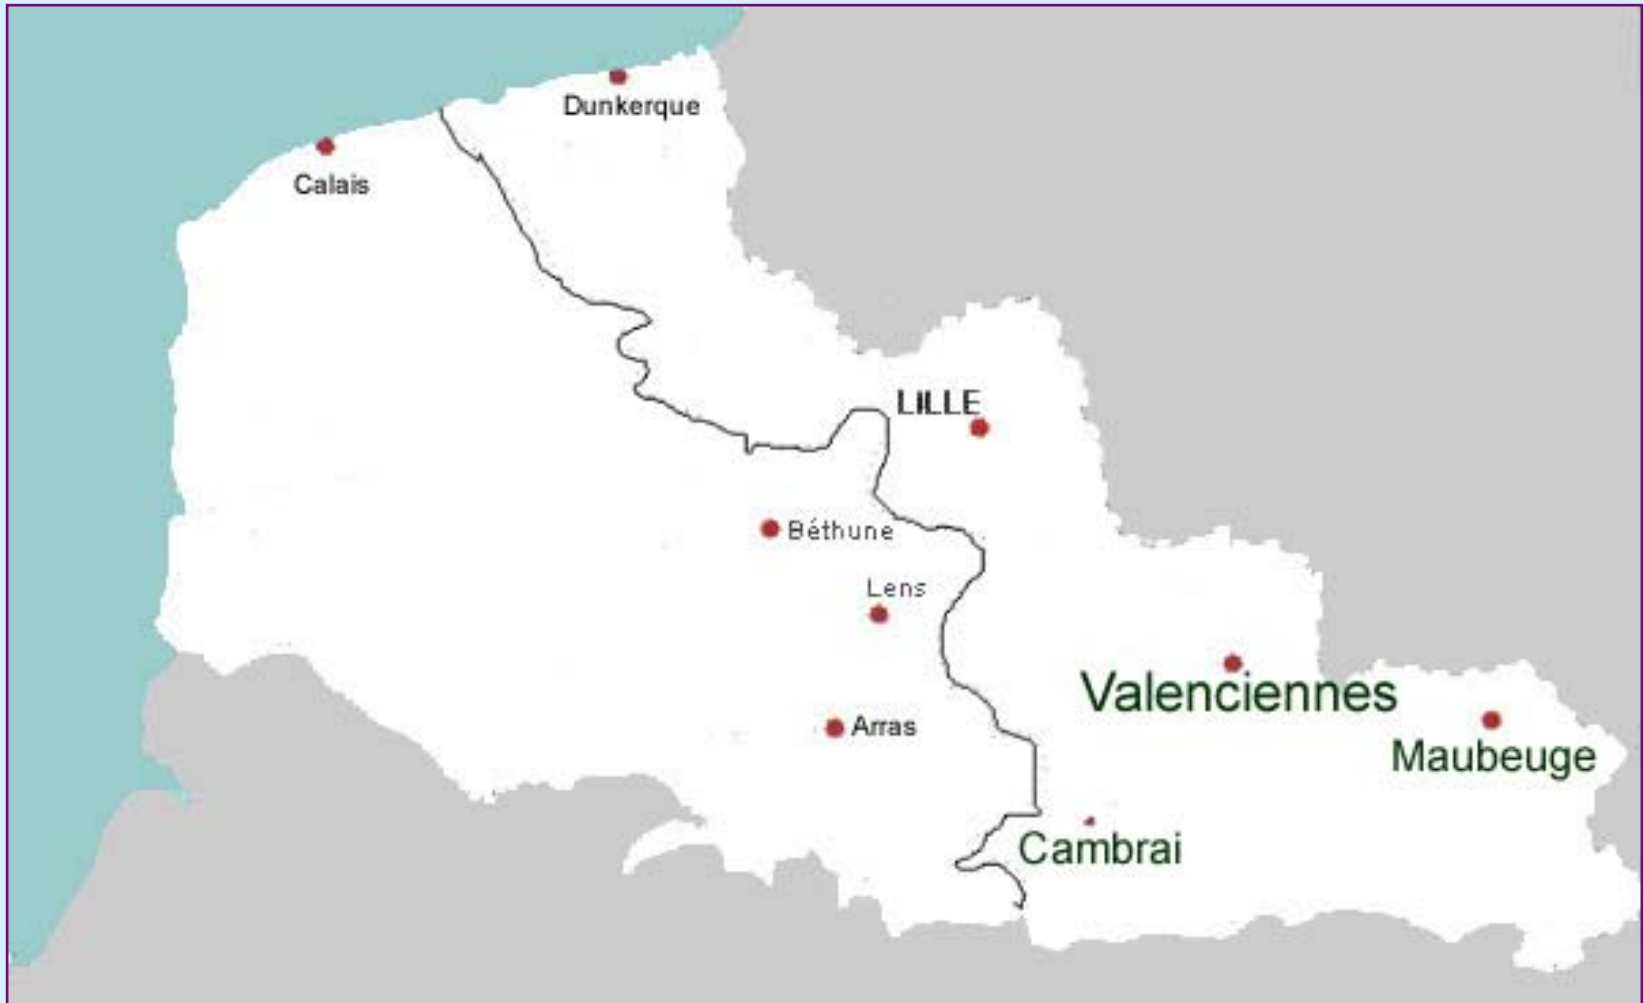 Dunkerque
Calais
LILLE
Béthune
Lens
Valenciennes
Arras
Maubeuge
Cambrai